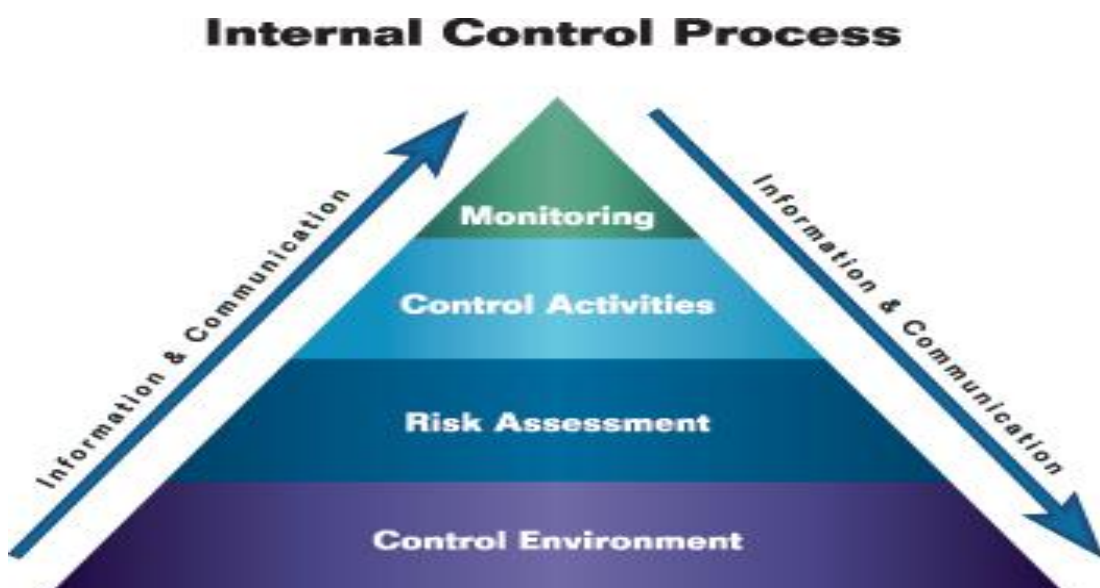 Internal Control Process
Information & Communication
Information & Communication
Monitoring
Control Activities
Risk Assessment
Control Environment